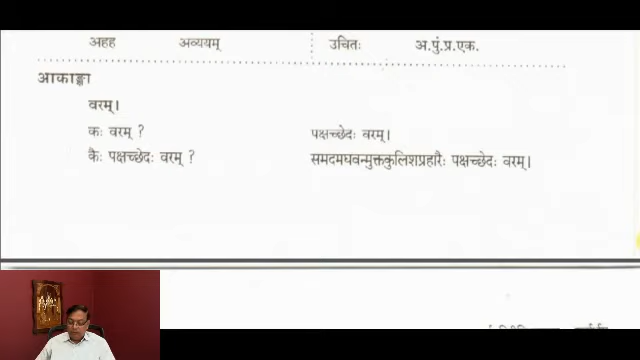 अहह अव्ययम् उचितः अ.पुं.प्र.एक.
आकाङ्क्षा
वरम्।
कः वरम् ? पक्षच्छेदः वरम्।
कैः पक्षच्छेदः वरम् ? समदमघवन्मुक्तकुलिशप्रहारैः पक्षच्छेदः वरम्।